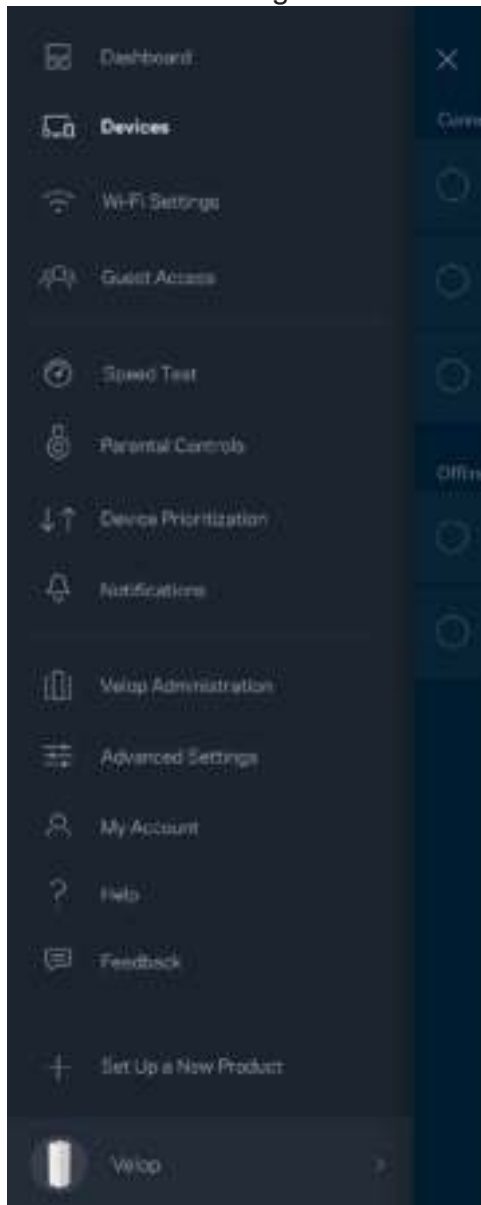 Dashboard
Devices
Wi-Fi Settings
Guest Access
Speed Test
Parental Controls
Device Prioritization
Notifications
Velop Administration
Advanced Settings
My Account
? Help
Feedback
+ Set Up a New Product
Velop